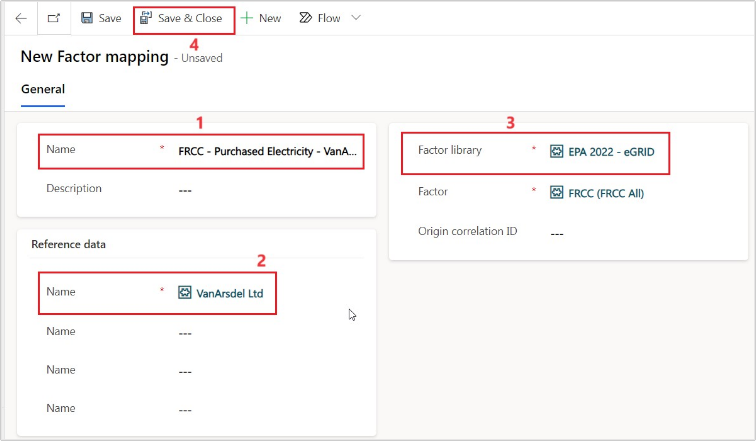 Save
Save & Close
New
Flow
4
New Factor mapping - Unsaved
General
1
Name * FRCC - Purchased Electricity - VanA...
Description ---
Reference data
2
Name * VanArsdel Ltd
Name ---
Name ---
Name ---
3
Factor library * EPA 2022 - eGRID
Factor * FRCC (FRCC All)
Origin correlation ID ---